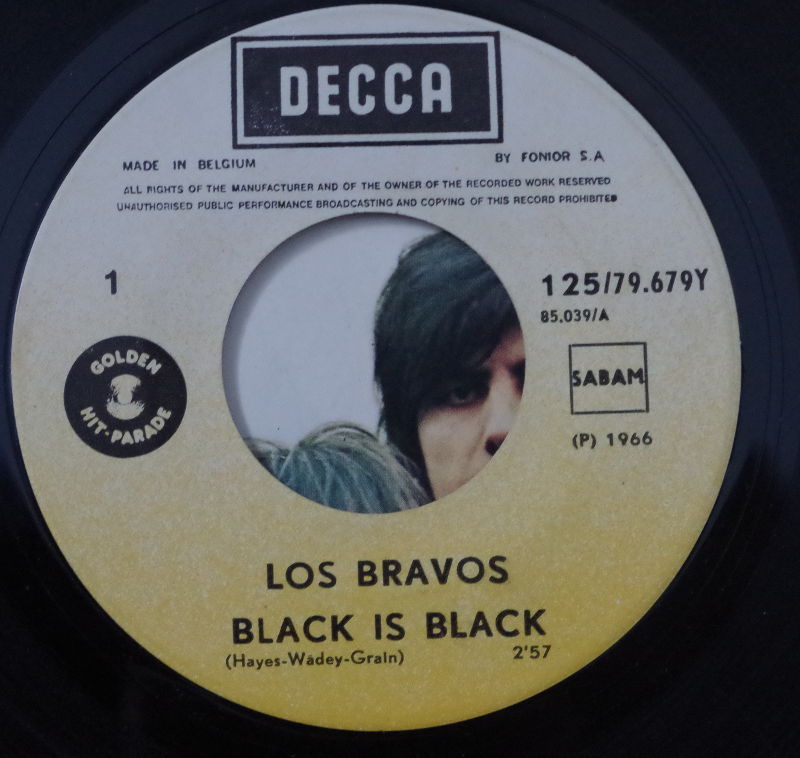 DECCA
MADE IN BELGIUM
BY FONIOR S.A
ALL RIGHTS OF THE MANUFACTURER AND OF THE OWNER OF THE RECORDED WORK RESERVED
UNAUTHORISED PUBLIC PERFORMANCE BROADCASTING AND COPYING OF THIS RECORD PROHIBITED
1
125/79.679Y
85.039/A
GOLDEN
HIT-PARADE
SABAM
(P) 1966
LOS BRAVOS
BLACK IS BLACK
(Hayes-Wadey-Grain)
2'57